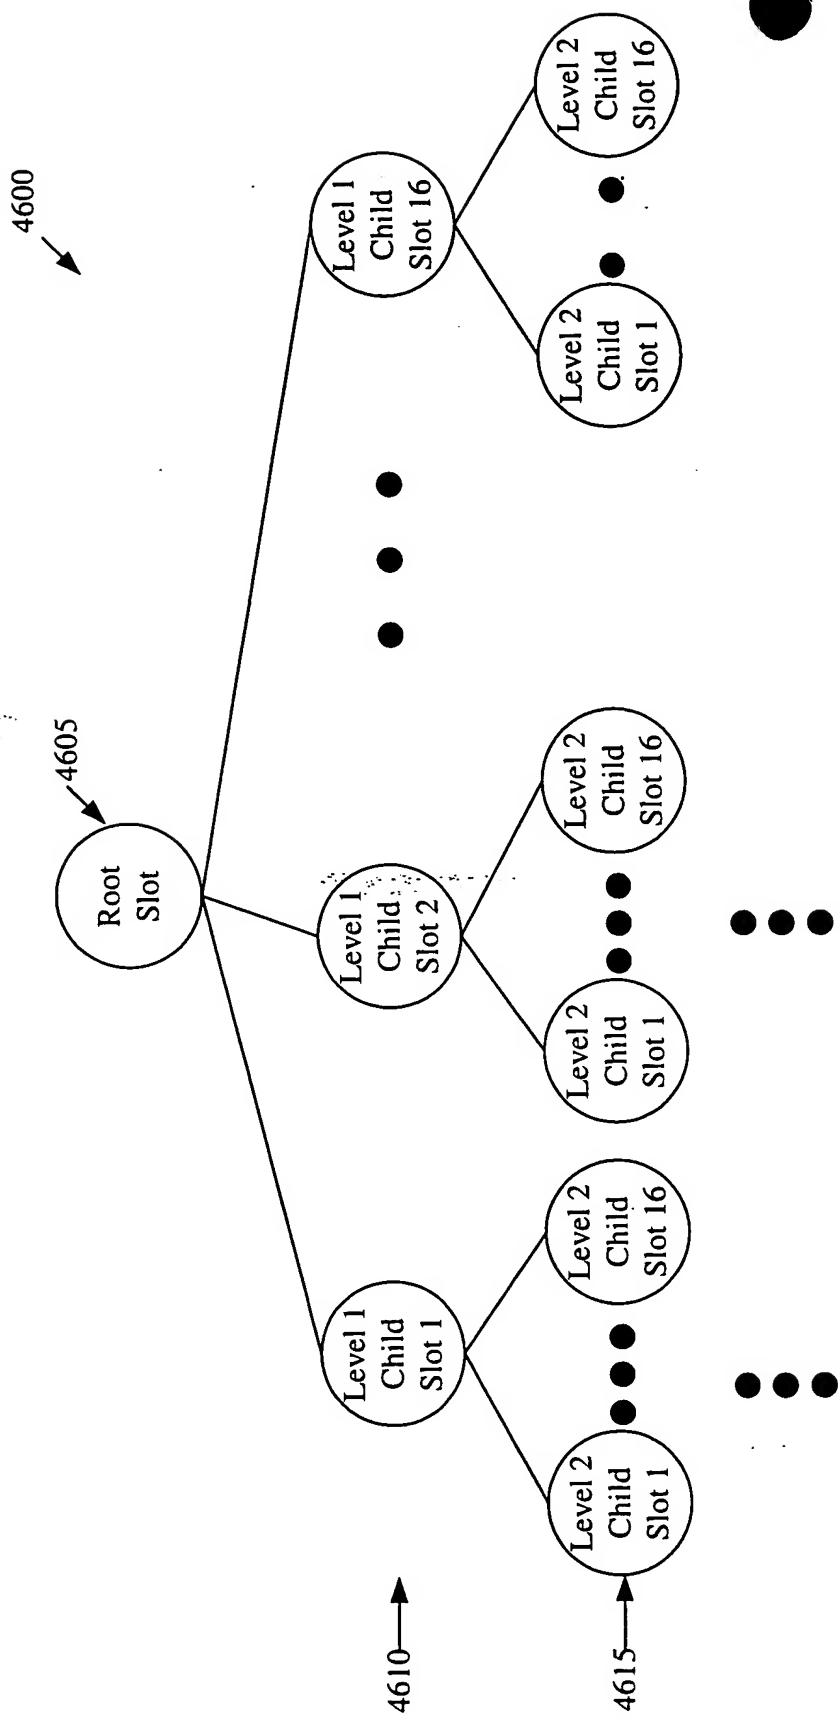 4600
4605
Root
Slot
4610
Level 1
Child
Slot 1
Level 1
Child
Slot 2
Level 1
Child
Slot 16
4615
Level 2
Child
Slot 1
Level 2
Child
Slot 16
Level 2
Child
Slot 1
Level 2
Child
Slot 16
Level 2
Child
Slot 1
Level 2
Child
Slot 16